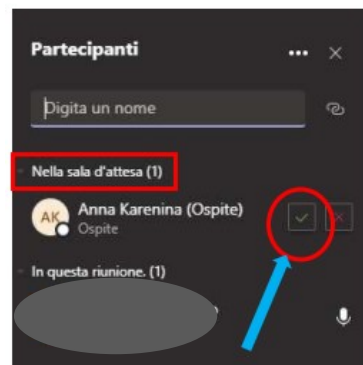 Partecipanti
Digita un nome
Nella sala d'attesa (1)
AK
Anna Karenina (Ospite)
Ospite
In questa riunione. (1)